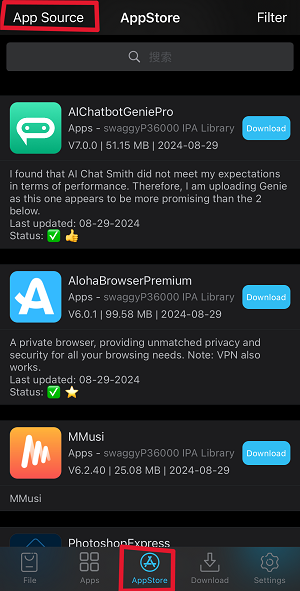 App Source AppStore Filter
搜索
AIChatbotGeniePro
Apps - swaggyP36000 IPA Library
Download
V7.0.0 | 51.15 MB | 2024-08-29
I found that AI Chat Smith did not meet my expectations
in terms of performance. Therefore, I am uploading Genie
as this one appears to be more promising than the 2
below.
Last updated: 08-29-2024
Status: ✅ 👍
AlohaBrowserPremium
Apps - swaggyP36000 IPA Library
Download
V6.0.1 | 99.58 MB | 2024-08-29
A private browser, providing unmatched privacy and
security for all your browsing needs. Note: VPN also
works.
Last updated: 08-29-2024
Status: ✅ ⭐
MMusi
Apps - swaggyP36000 IPA Library
Download
V6.2.40 | 25.08 MB | 2024-08-29
MMusi
PhotoshopExpress
File Apps AppStore Download Settings